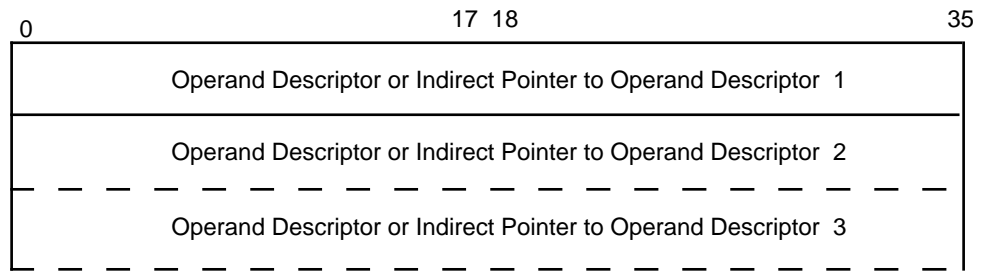 0 17 18 35
Operand Descriptor or Indirect Pointer to Operand Descriptor 1
Operand Descriptor or Indirect Pointer to Operand Descriptor 2
Operand Descriptor or Indirect Pointer to Operand Descriptor 3